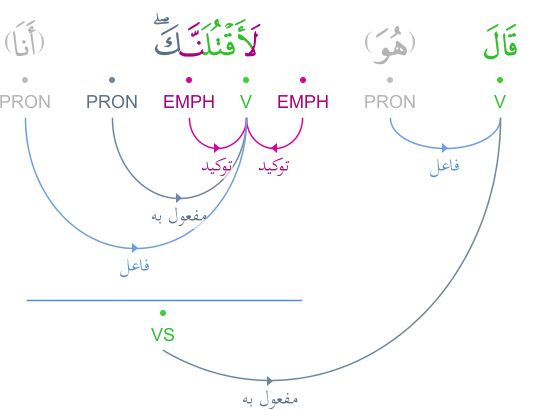 قَالَ (هُوَ) لَأَقْتُلَنَّكَ ۖ (أَنَا)
V PRON EMPH V EMPH PRON PRON
فاعل توكيد توكيد
مفعول به
فاعل
VS
مفعول به